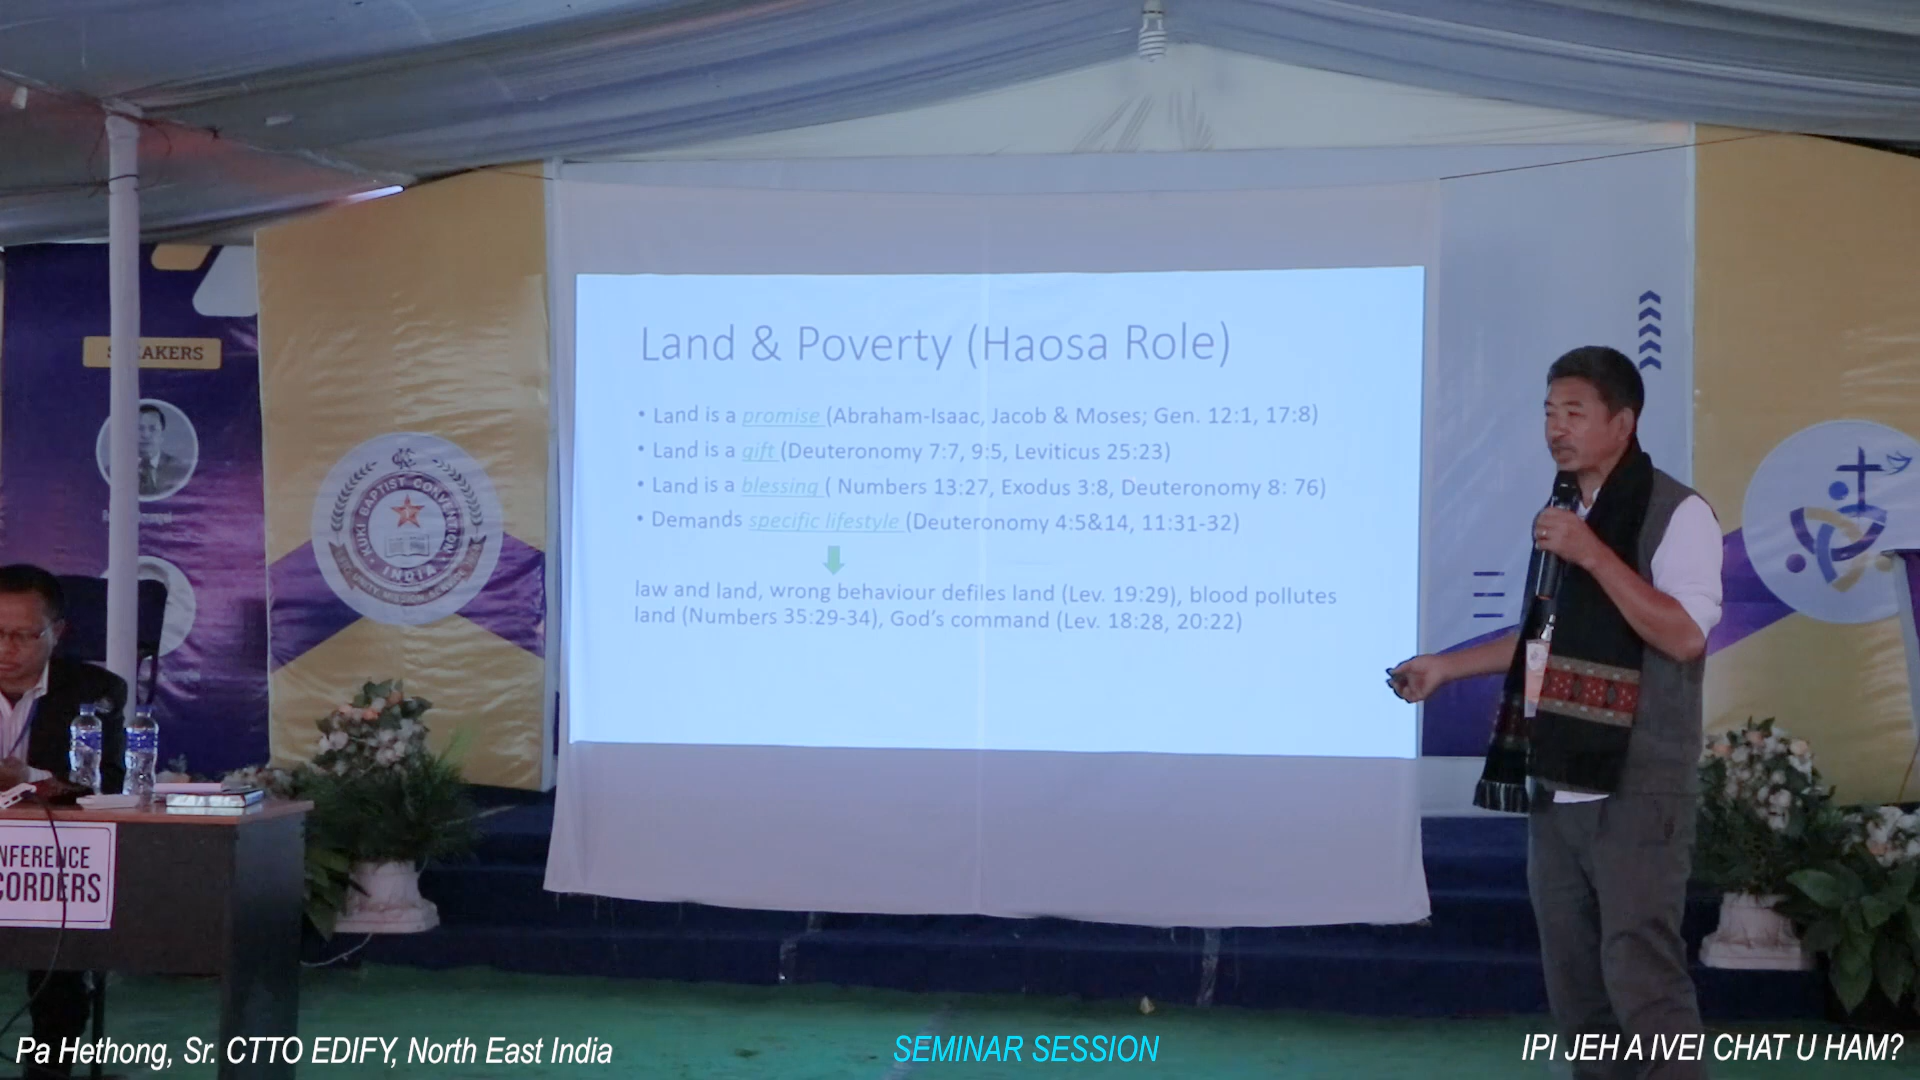 SPEAKERS
KUKI BAPTIST CONVENTION
INDIA
Land & Poverty (Haosa Role)
• Land is a promise (Abraham-Isaac, Jacob & Moses; Gen. 12:1, 17:8)
• Land is a gift (Deuteronomy 7:7, 9:5, Leviticus 25:23)
• Land is a blessing ( Numbers 13:27, Exodus 3:8, Deuteronomy 8: 76)
• Demands specific lifestyle (Deuteronomy 4:5&14, 11:31-32)
law and land, wrong behaviour defiles land (Lev. 19:29), blood pollutes
land (Numbers 35:29-34), God's command (Lev. 18:28, 20:22)
NFERENCE
CORDERS
Pa Hethong, Sr. CTTO EDIFY, North East India
SEMINAR SESSION
IPI JEH A IVEI CHAT U HAM?